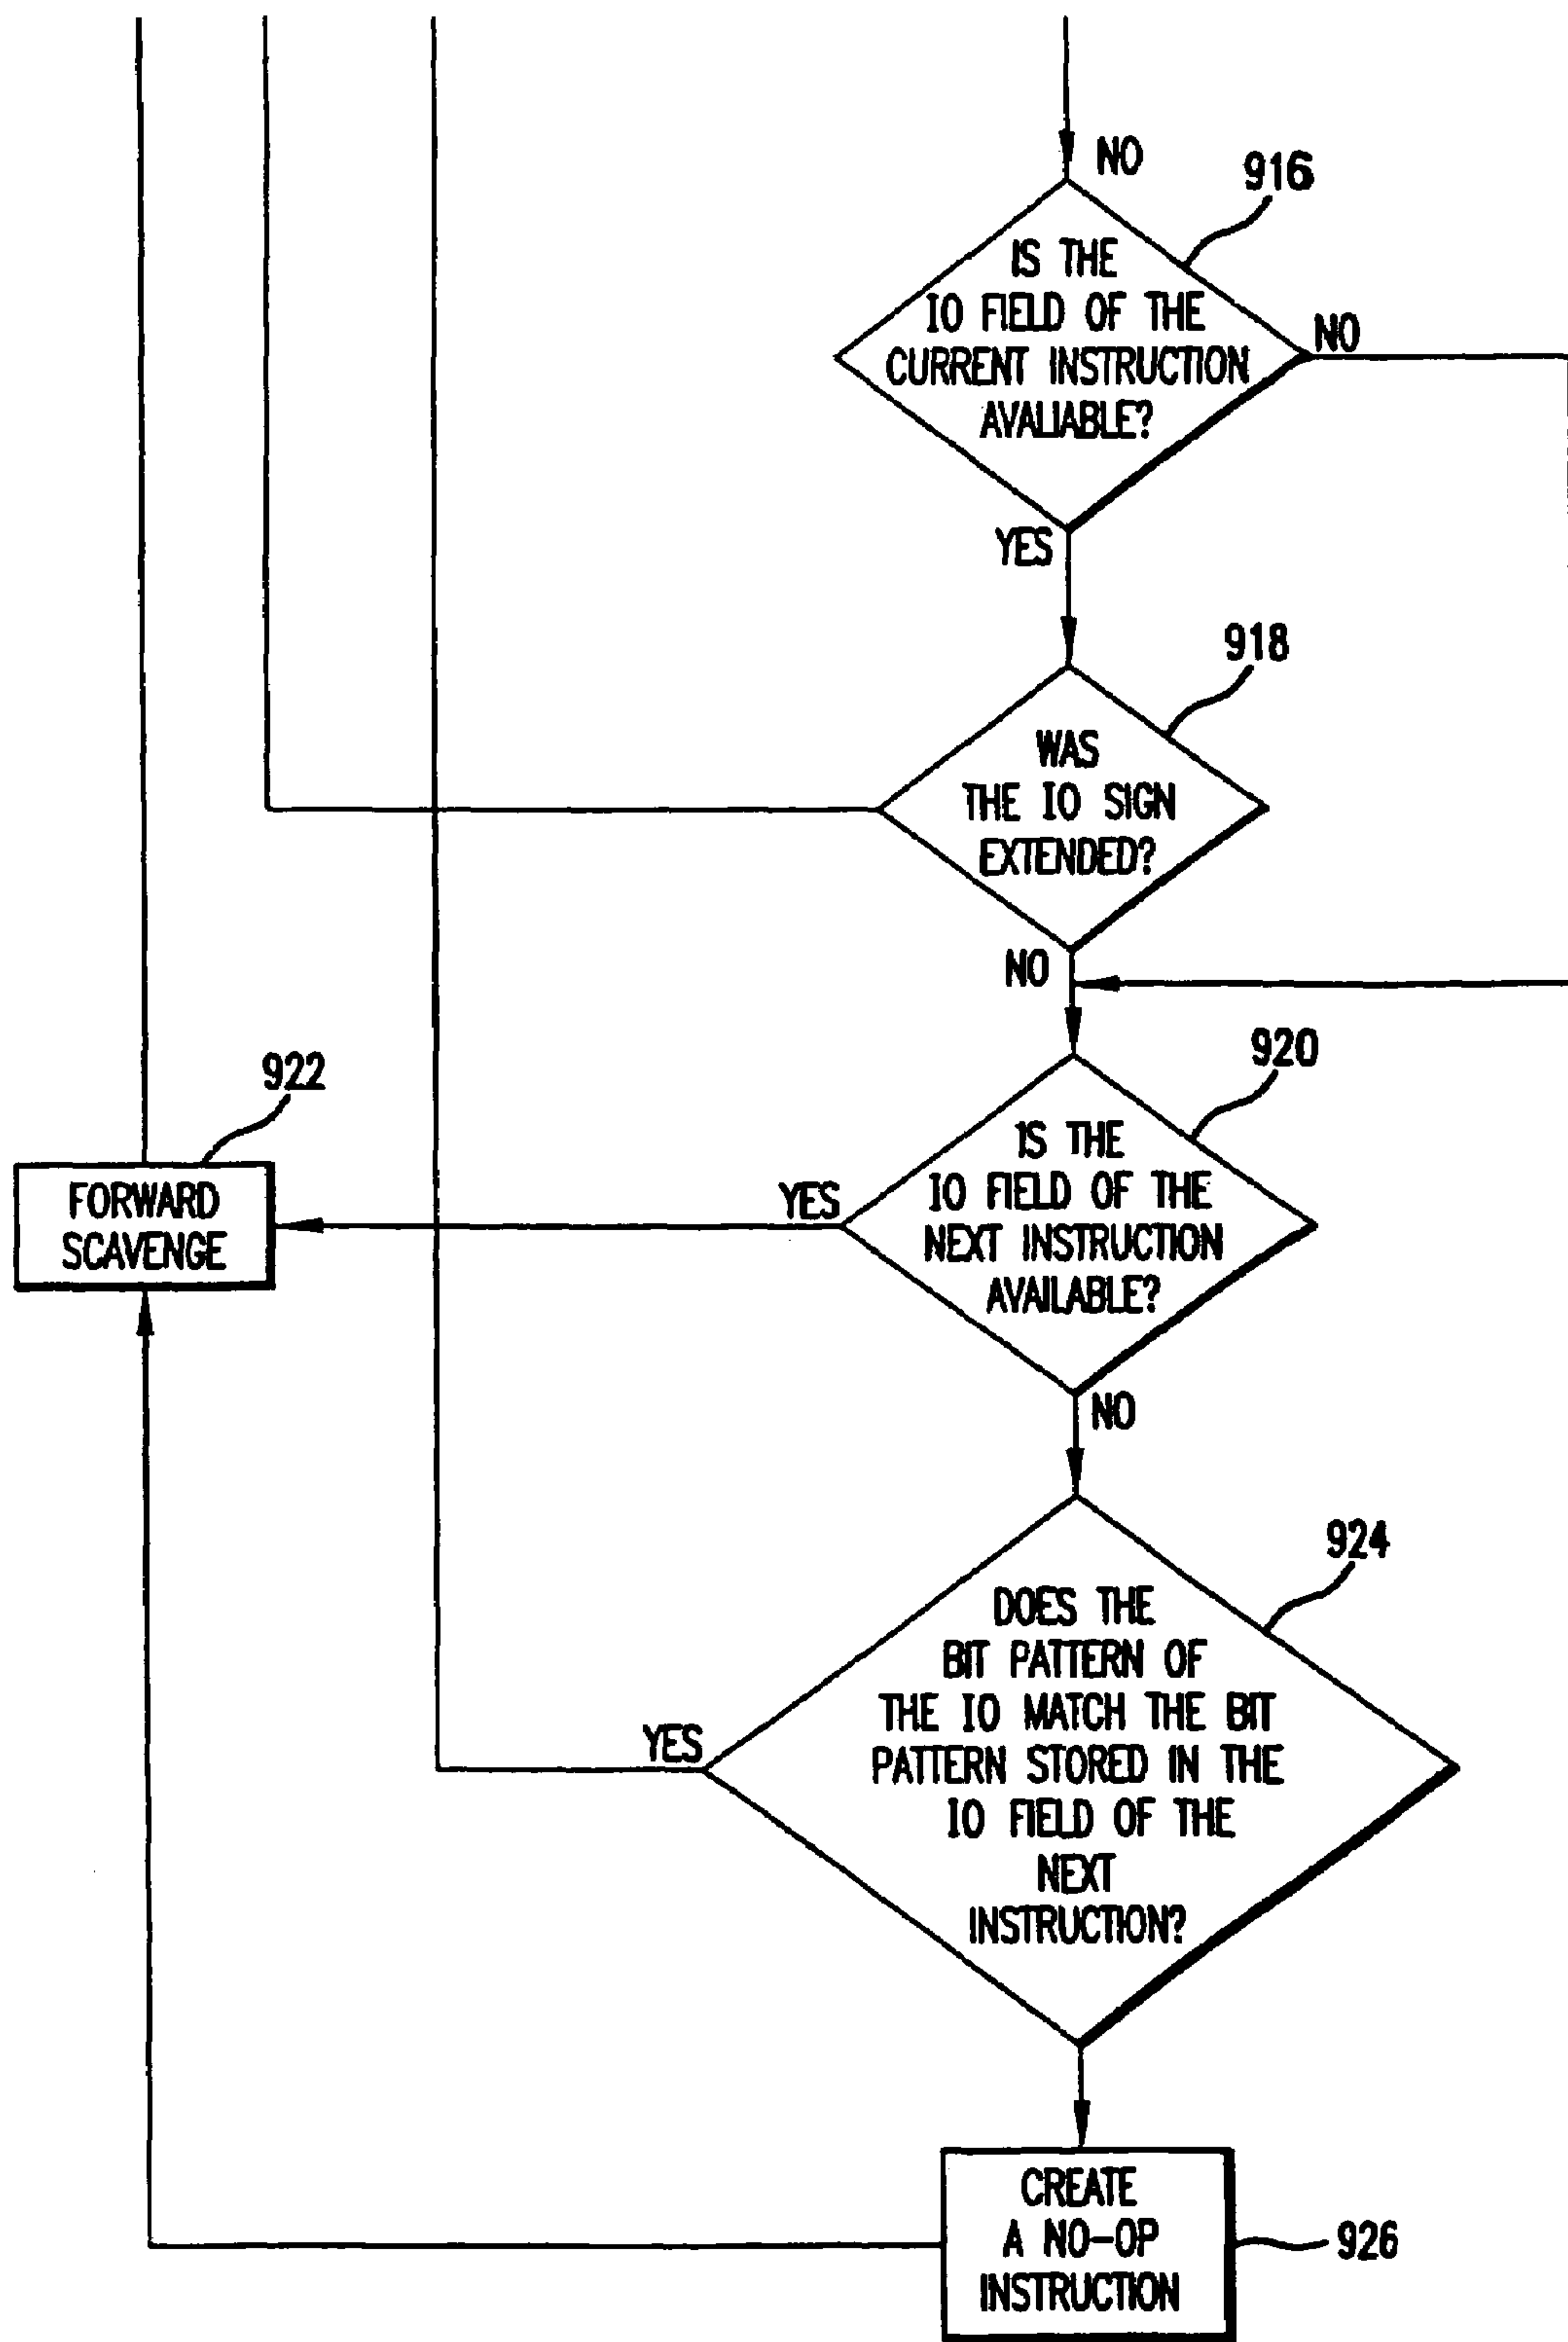 NO
916
IS THE
IO FIELD OF THE
CURRENT INSTRUCTION
AVALIABLE?
NO
YES
918
WAS
THE IO SIGN
EXTENDED?
NO
920
IS THE
IO FIELD OF THE
NEXT INSTRUCTION
AVAILABLE?
YES
922
FORWARD
SCAVENGE
NO
924
DOES THE
BIT PATTERN OF
THE IO MATCH THE BIT
PATTERN STORED IN THE
IO FIELD OF THE
NEXT
INSTRUCTION?
YES
CREATE
A NO-OP
INSTRUCTION
926